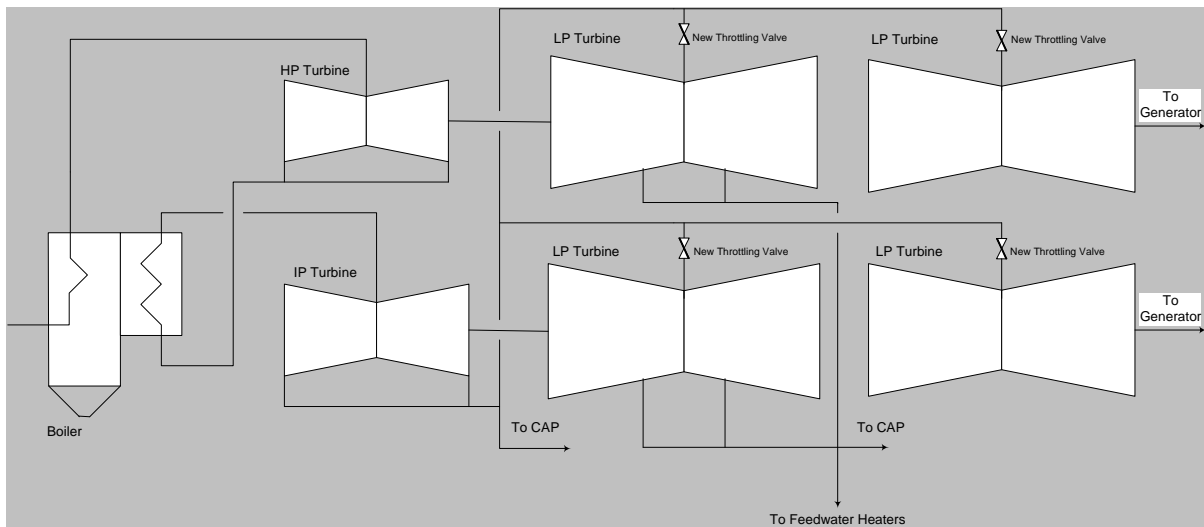 LP Turbine
New Throttling Valve
LP Turbine
New Throttling Valve
HP Turbine
To
Generator
LP Turbine
New Throttling Valve
LP Turbine
New Throttling Valve
IP Turbine
To
Generator
Boiler
To CAP
To CAP
To Feedwater Heaters